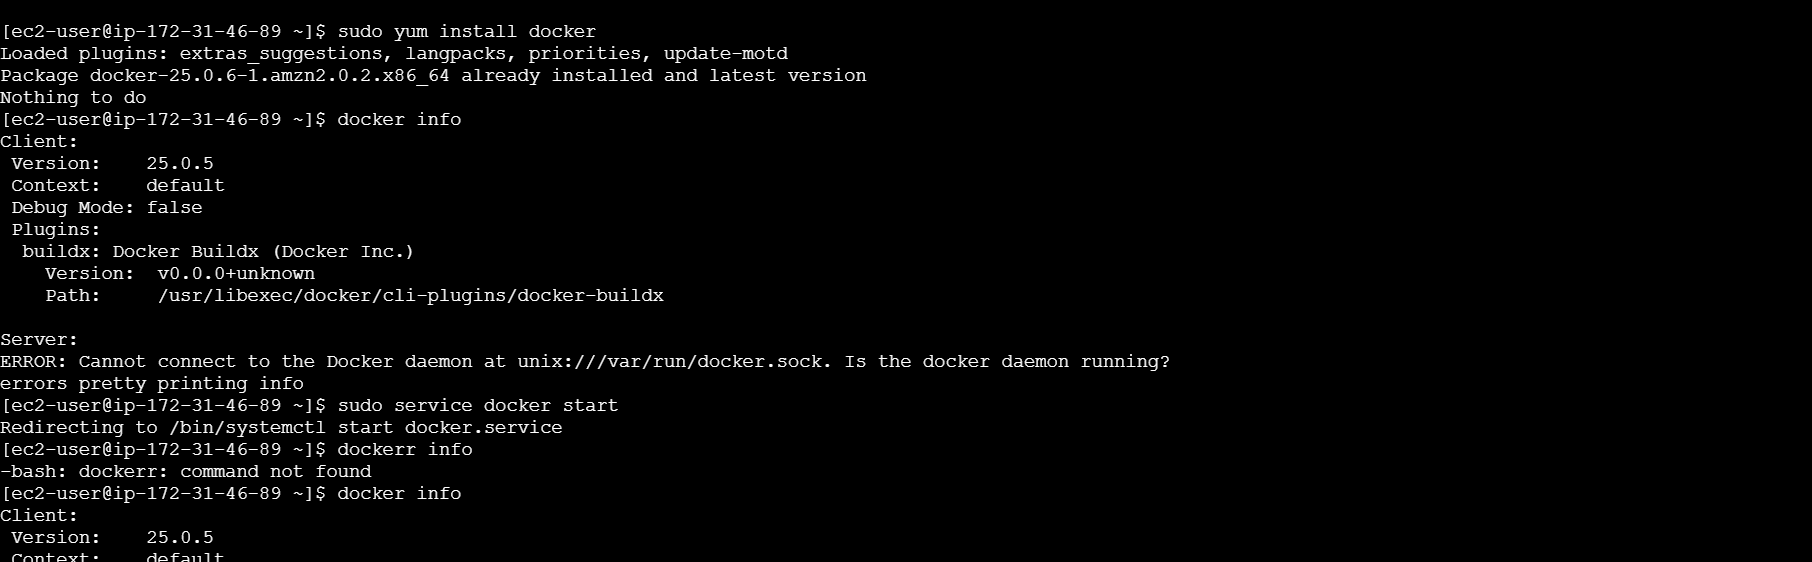 [ec2-user@ip-172-31-46-89 ~]$ sudo yum install docker
Loaded plugins: extras_suggestions, langpacks, priorities, update-motd
Package docker-25.0.6-1.amzn2.0.2.x86_64 already installed and latest version
Nothing to do
[ec2-user@ip-172-31-46-89 ~]$ docker info
Client:
 Version:    25.0.5
 Context:    default
 Debug Mode: false
 Plugins:
  buildx: Docker Buildx (Docker Inc.)
    Version:  v0.0.0+unknown
    Path:     /usr/libexec/docker/cli-plugins/docker-buildx

Server:
ERROR: Cannot connect to the Docker daemon at unix:///var/run/docker.sock. Is the docker daemon running?
errors pretty printing info
[ec2-user@ip-172-31-46-89 ~]$ sudo service docker start
Redirecting to /bin/systemctl start docker.service
[ec2-user@ip-172-31-46-89 ~]$ dockerr info
-bash: dockerr: command not found
[ec2-user@ip-172-31-46-89 ~]$ docker info
Client:
 Version:    25.0.5
 Context:    default